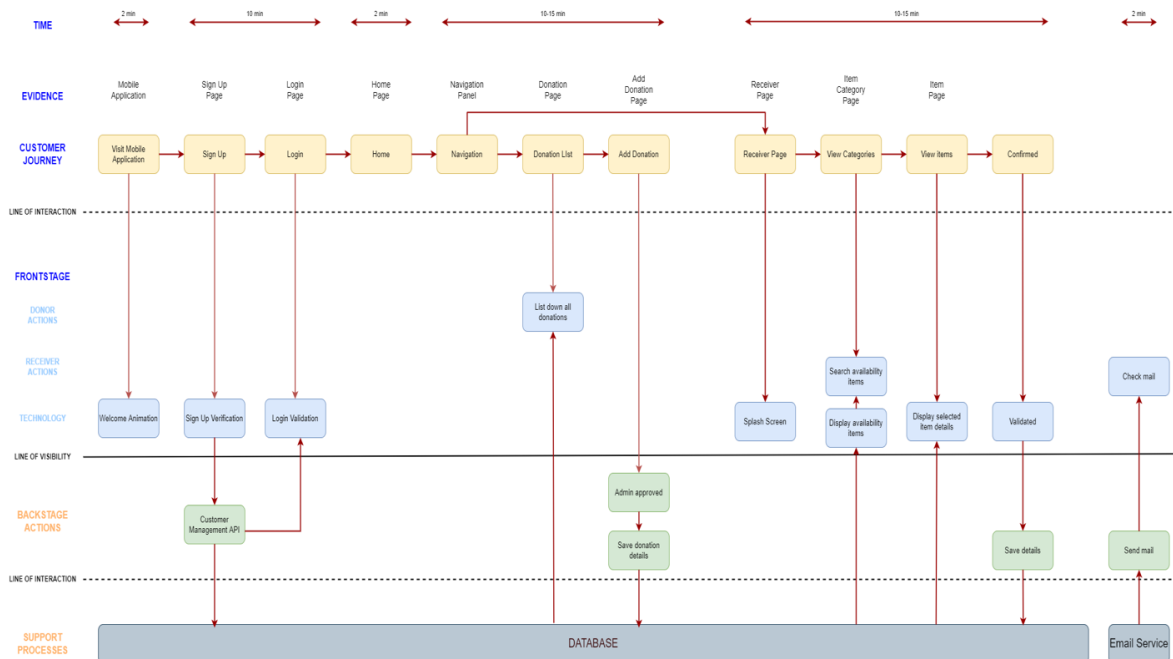 TIME
2 min
10 min
2 min
10-15 min
10-15 min
2 min
EVIDENCE
Mobile
Application
Sign Up
Page
Login
Page
Home
Page
Navigation
Panel
Donation
Page
Add
Donation
Page
Receiver
Page
Item
Category
Page
Item
Page
CUSTOMER
JOURNEY
Visit Mobile
Application
Sign Up
Login
Home
Navigation
Donation LIst
Add Donation
Receiver Page
View Categories
View items
Confirmed
LINE OF INTERACTION
FRONTSTAGE
DONOR
ACTIONS
List down all
donations
RECEIVER
ACTIONS
Search availability
items
Check mail
TECHNOLOGY
Welcome Animation
Sign Up Verification
Login Validation
Splash Screen
Display availability
items
Display selected
item details
Validated
LINE OF VISIBILITY
BACKSTAGE
ACTIONS
Customer
Management API
Admin approved
Save donation
details
Save details
Send mail
LINE OF INTERACTION
SUPPORT
PROCESSES
DATABASE
Email Service